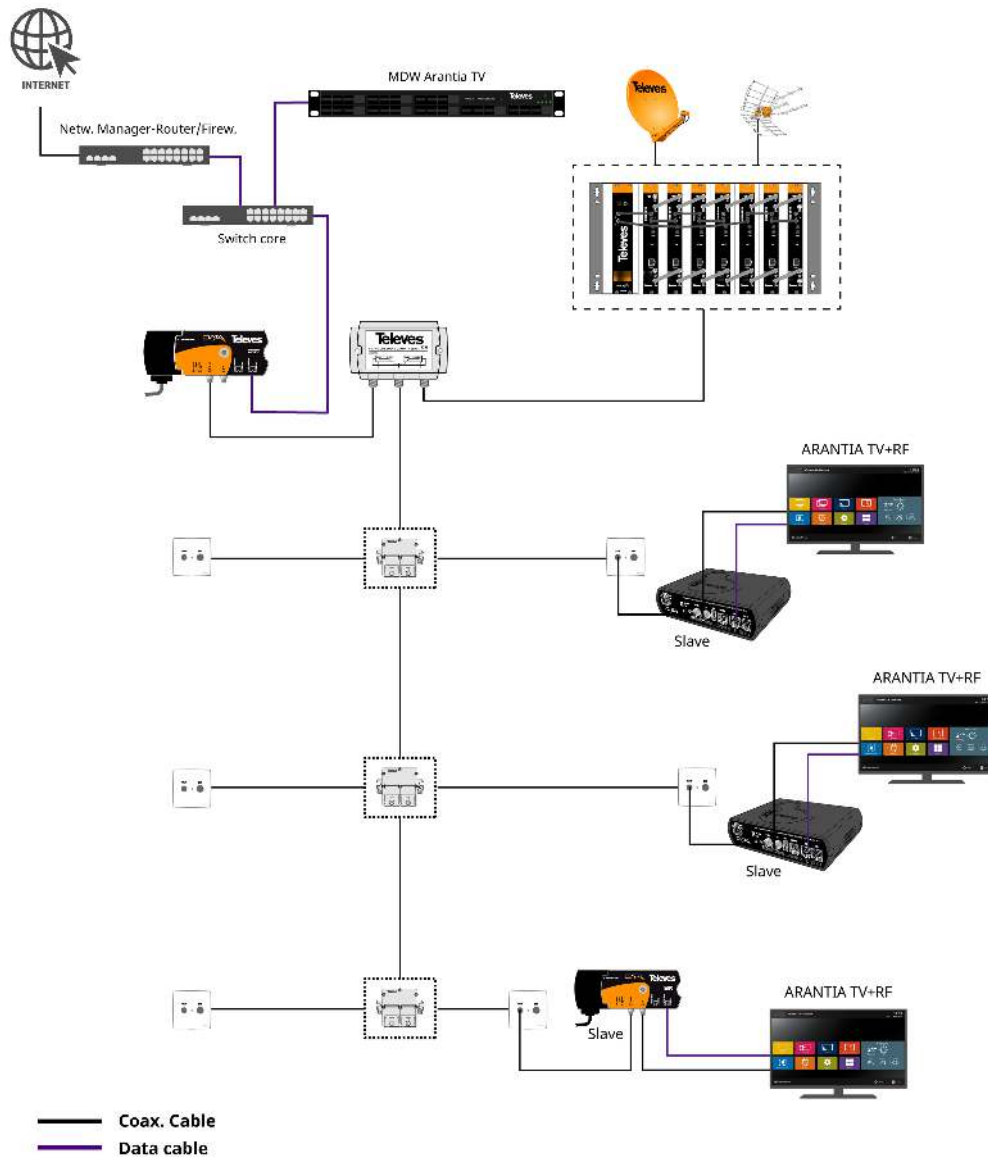 INTERNET
MDW Arantia TV
Televes
Televes
Netw. Manager-Router/Firew.
Switch core
Televes
Televes
Televes
ARANTIA TV+RF
Slave
ARANTIA TV+RF
Slave
Televes
Slave
ARANTIA TV+RF
Coax. Cable
Data cable